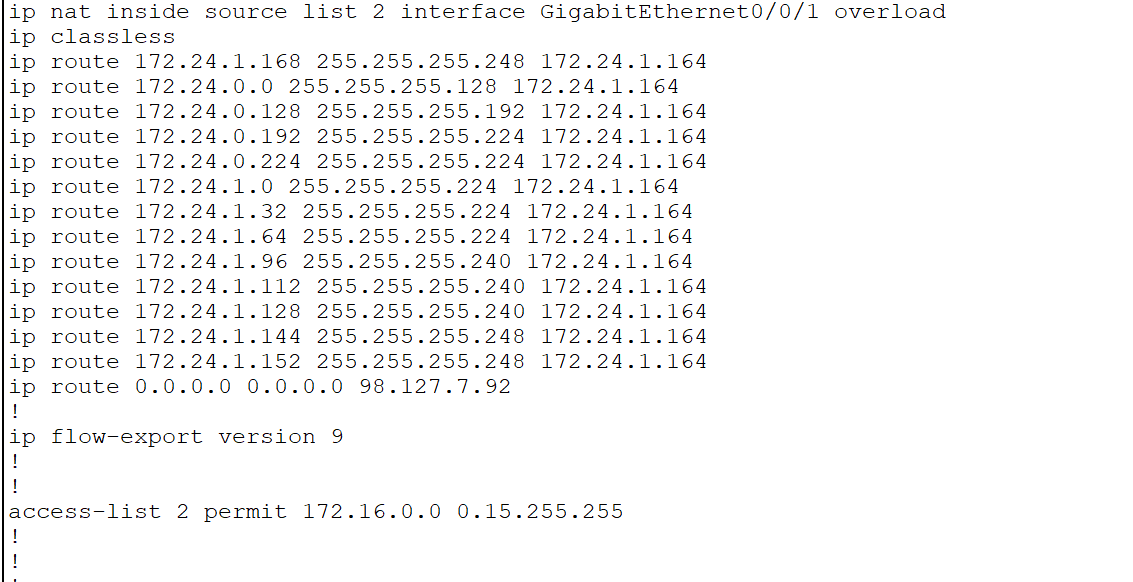 ip nat inside source list 2 interface GigabitEthernet0/0/1 overload
ip classless
ip route 172.24.1.168 255.255.255.248 172.24.1.164
ip route 172.24.0.0 255.255.255.128 172.24.1.164
ip route 172.24.0.128 255.255.255.192 172.24.1.164
ip route 172.24.0.192 255.255.255.224 172.24.1.164
ip route 172.24.0.224 255.255.255.224 172.24.1.164
ip route 172.24.1.0 255.255.255.224 172.24.1.164
ip route 172.24.1.32 255.255.255.224 172.24.1.164
ip route 172.24.1.64 255.255.255.224 172.24.1.164
ip route 172.24.1.96 255.255.255.240 172.24.1.164
ip route 172.24.1.112 255.255.255.240 172.24.1.164
ip route 172.24.1.128 255.255.255.240 172.24.1.164
ip route 172.24.1.144 255.255.255.248 172.24.1.164
ip route 172.24.1.152 255.255.255.248 172.24.1.164
ip route 0.0.0.0 0.0.0.0 98.127.7.92
!
ip flow-export version 9
!
!
access-list 2 permit 172.16.0.0 0.15.255.255
!
!